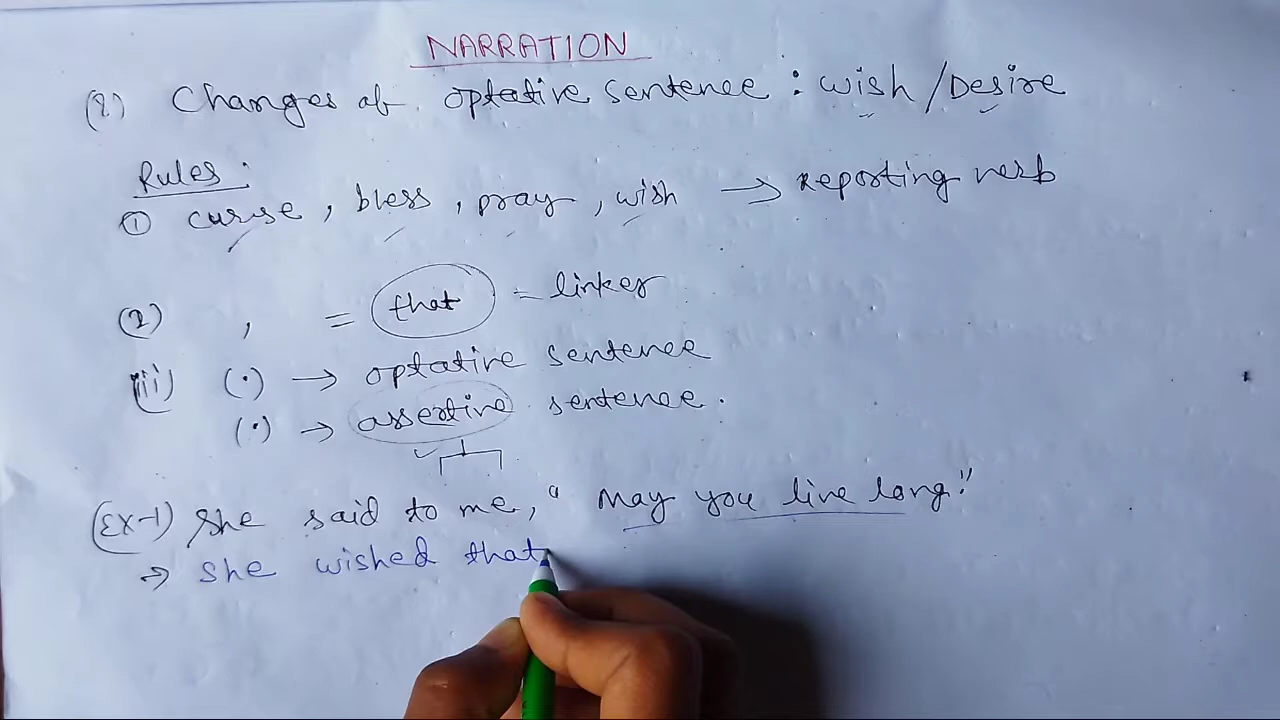 NARRATION
(2) Changes of optative sentence : wish/Desire
Rules:
① curse, bless, pray, wish → reporting verb
(2) , = that = linker
(iii) (.) → optative sentence
(.) → assertive sentence.
(Ex-1) She said to me, "May you live long."
→ She wished that